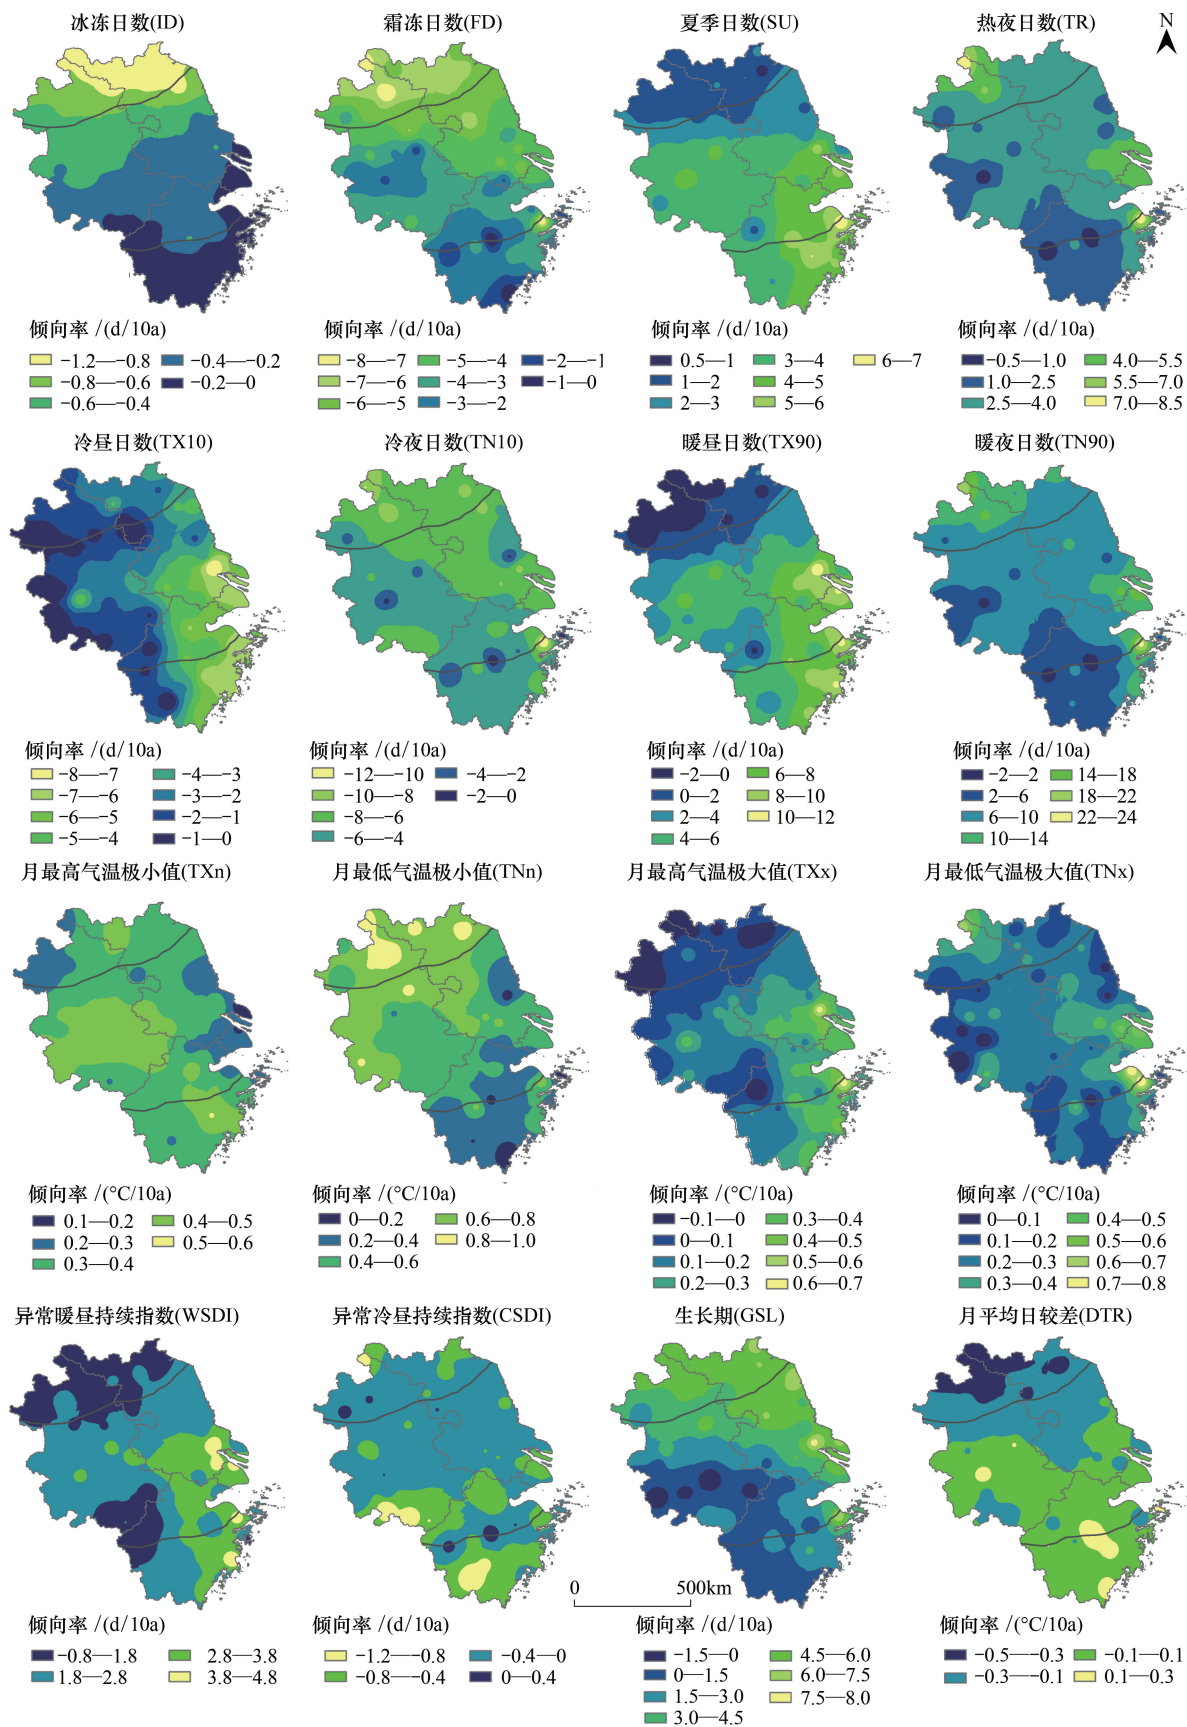 冰冻日数(ID)
霜冻日数(FD)
夏季日数(SU)
热夜日数(TR)
N
倾向率 /(d/10a)
−1.2—−0.8
−0.8—−0.6
−0.6—−0.4
−0.4—−0.2
−0.2—0
倾向率 /(d/10a)
−8—−7
−7—−6
−6—−5
−5—−4
−4—−3
−3—−2
−2—−1
−1—0
倾向率 /(d/10a)
0.5—1
1—2
2—3
3—4
4—5
5—6
6—7
倾向率 /(d/10a)
−0.5—1.0
1.0—2.5
2.5—4.0
4.0—5.5
5.5—7.0
7.0—8.5
冷昼日数(TX10)
冷夜日数(TN10)
暖昼日数(TX90)
暖夜日数(TN90)
倾向率 /(d/10a)
−8—−7
−7—−6
−6—−5
−5—−4
−4—−3
−3—−2
−2—−1
−1—0
倾向率 /(d/10a)
−12—−10
−10—−8
−8—−6
−6—−4
−4—−2
−2—0
倾向率 /(d/10a)
−2—0
0—2
2—4
4—6
6—8
8—10
10—12
倾向率 /(d/10a)
−2—2
2—6
6—10
10—14
14—18
18—22
22—24
月最高气温极小值(TXn)
月最低气温极小值(TNn)
月最高气温极大值(TXx)
月最低气温极大值(TNx)
倾向率 /(°C/10a)
0.1—0.2
0.2—0.3
0.3—0.4
0.4—0.5
0.5—0.6
倾向率 /(°C/10a)
0—0.2
0.2—0.4
0.4—0.6
0.6—0.8
0.8—1.0
倾向率 /(°C/10a)
−0.1—0
0—0.1
0.1—0.2
0.2—0.3
0.3—0.4
0.4—0.5
0.5—0.6
0.6—0.7
倾向率 /(°C/10a)
0—0.1
0.1—0.2
0.2—0.3
0.3—0.4
0.4—0.5
0.5—0.6
0.6—0.7
0.7—0.8
异常暖昼持续指数(WSDI)
异常冷昼持续指数(CSDI)
生长期(GSL)
月平均日较差(DTR)
0 500km
倾向率 /(d/10a)
−0.8—1.8
1.8—2.8
2.8—3.8
3.8—4.8
倾向率 /(d/10a)
−1.2—−0.8
−0.8—−0.4
−0.4—0
0—0.4
倾向率 /(d/10a)
−1.5—0
0—1.5
1.5—3.0
3.0—4.5
4.5—6.0
6.0—7.5
7.5—8.0
倾向率 /(°C/10a)
−0.5—−0.3
−0.3—−0.1
−0.1—0.1
0.1—0.3